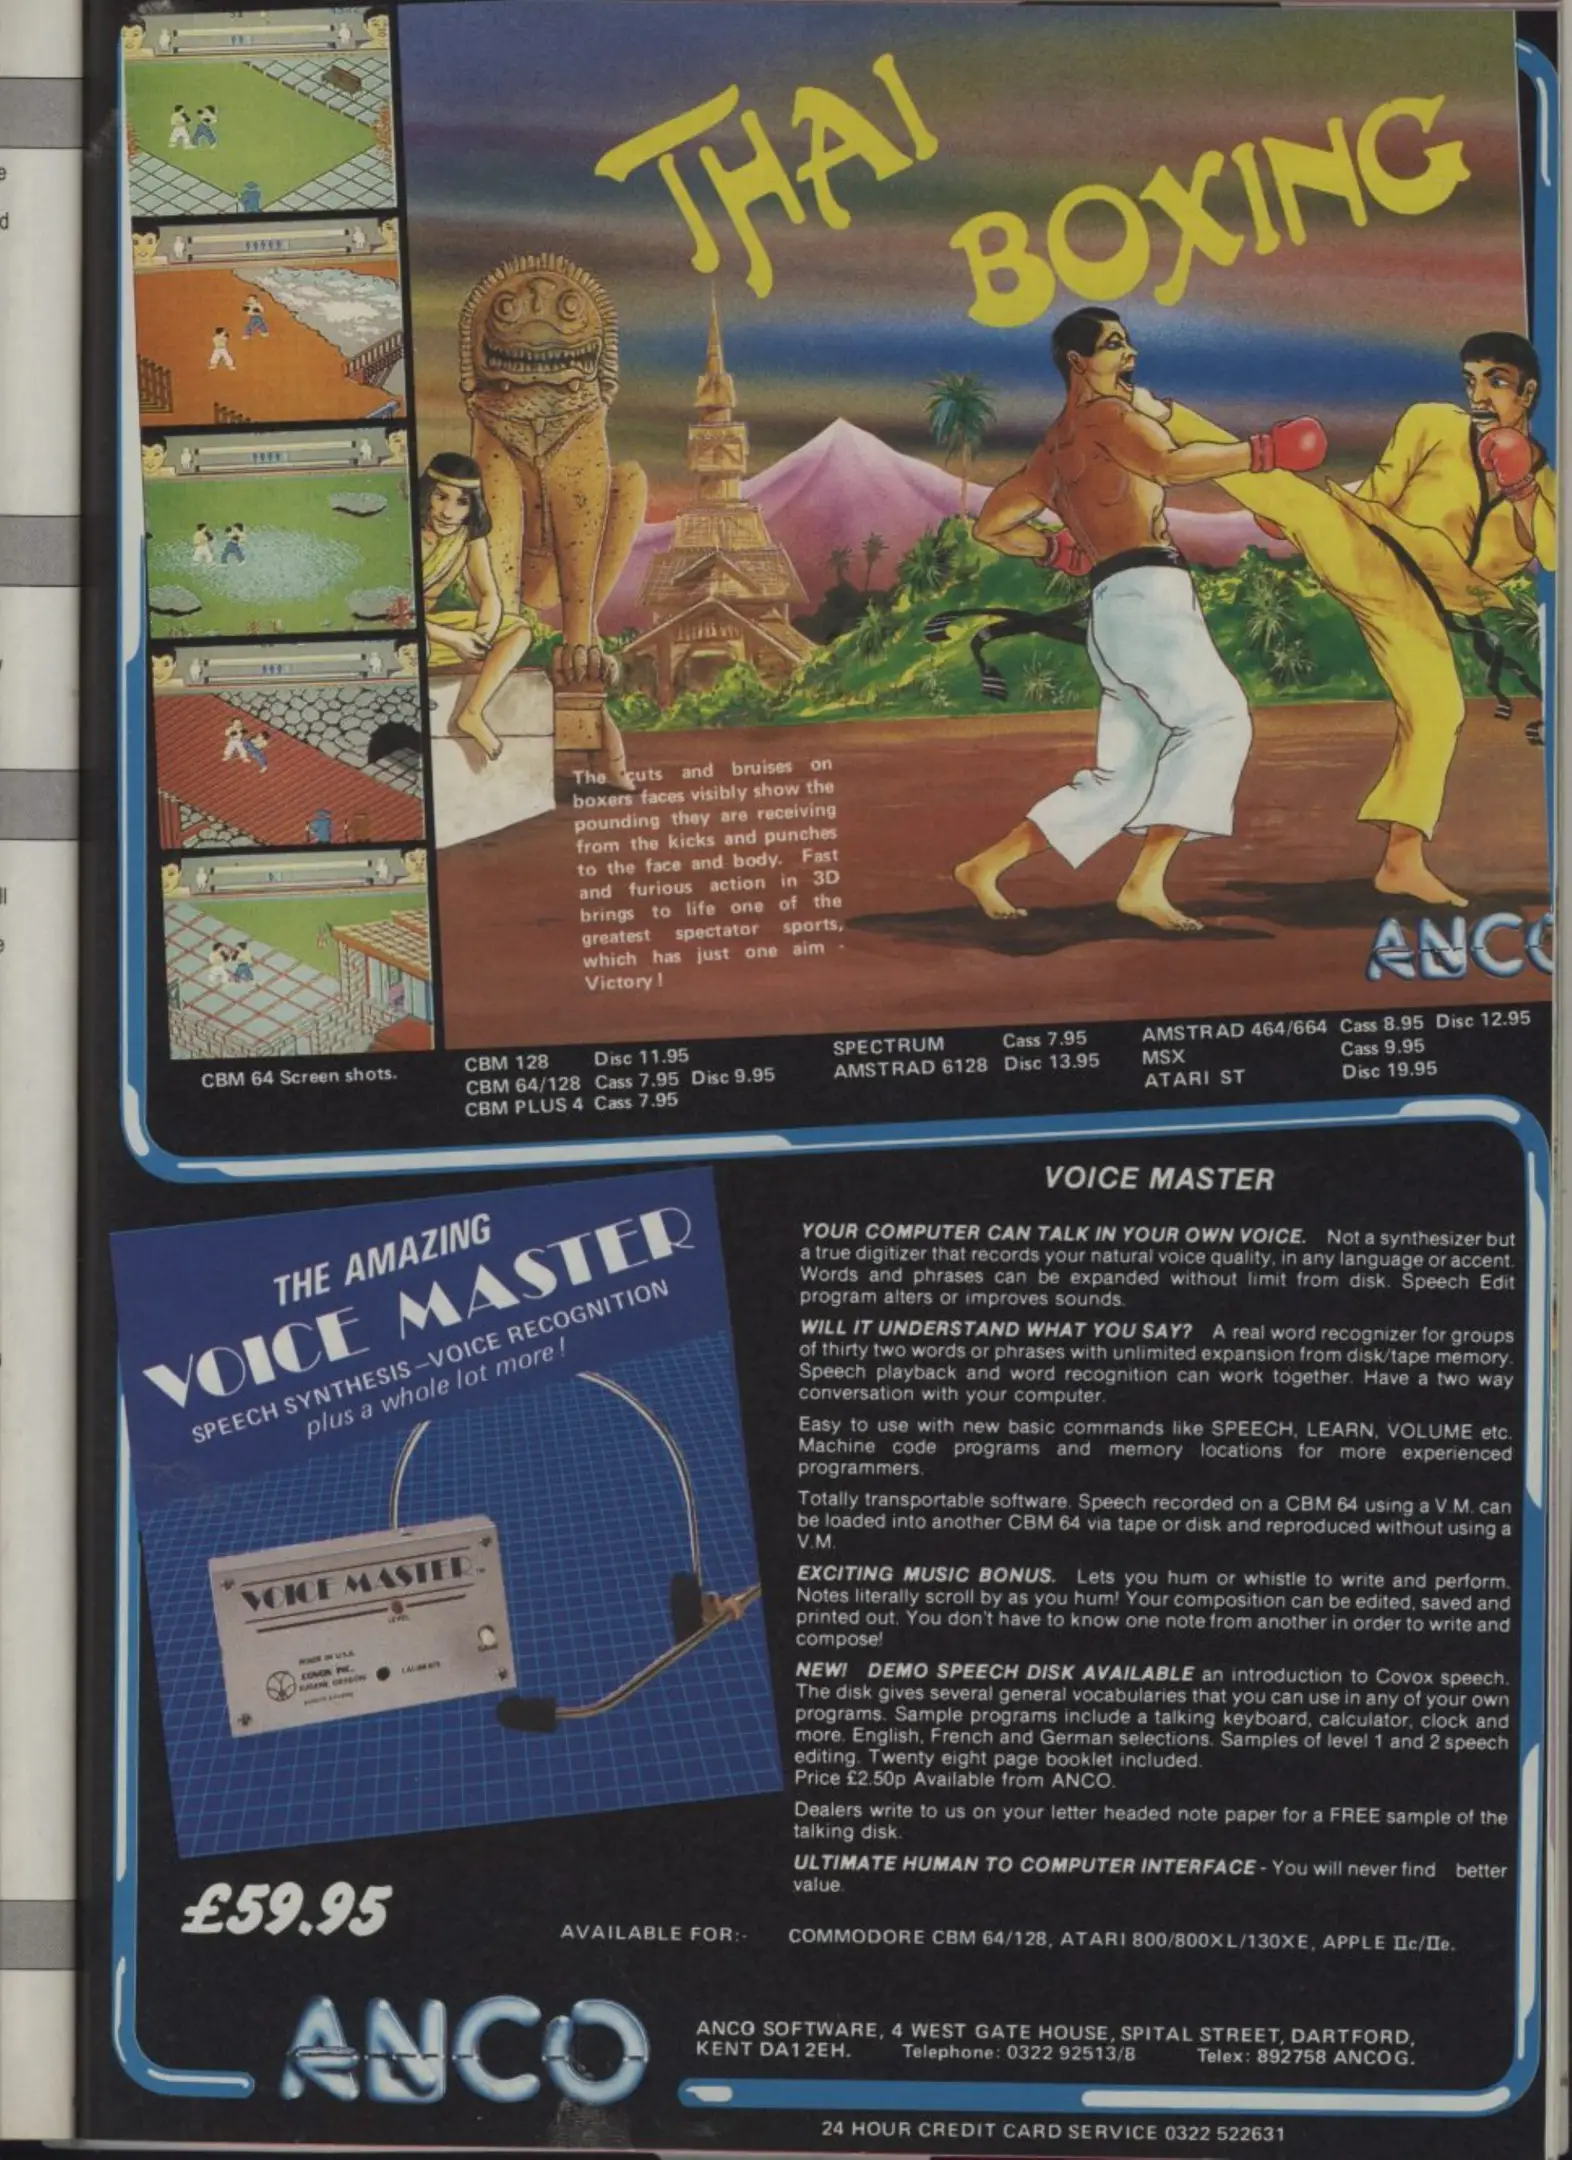 THAI
BOXING
The cuts and bruises on
boxers faces visibly show the
pounding they are receiving
from the kicks and punches
to the face and body. Fast
and furious action in 3D
brings to life one of the
greatest spectator sports,
which has just one aim -
Victory !
ANCO
CBM 64 Screen shots.
CBM 128 Disc 11.95
CBM 64/128 Cass 7.95 Disc 9.95
CBM PLUS 4 Cass 7.95
SPECTRUM Cass 7.95
AMSTRAD 6128 Disc 13.95
AMSTRAD 464/664 Cass 8.95 Disc 12.95
MSX Cass 9.95
ATARI ST Disc 19.95
THE AMAZING
VOICE MASTER
SPEECH SYNTHESIS–VOICE RECOGNITION
plus a whole lot more !
VOICE MASTER
LEVEL
MADE IN U.S.A.
COVOX INC.
EUGENE, OREGON
CALIBRATE
GAIN
£59.95
VOICE MASTER
YOUR COMPUTER CAN TALK IN YOUR OWN VOICE. Not a synthesizer but
a true digitizer that records your natural voice quality, in any language or accent.
Words and phrases can be expanded without limit from disk. Speech Edit
program alters or improves sounds.
WILL IT UNDERSTAND WHAT YOU SAY? A real word recognizer for groups
of thirty two words or phrases with unlimited expansion from disk/tape memory.
Speech playback and word recognition can work together. Have a two way
conversation with your computer.
Easy to use with new basic commands like SPEECH, LEARN, VOLUME etc.
Machine code programs and memory locations for more experienced
programmers.
Totally transportable software. Speech recorded on a CBM 64 using a V.M. can
be loaded into another CBM 64 via tape or disk and reproduced without using a
V.M.
EXCITING MUSIC BONUS. Lets you hum or whistle to write and perform.
Notes literally scroll by as you hum! Your composition can be edited, saved and
printed out. You don't have to know one note from another in order to write and
compose!
NEW! DEMO SPEECH DISK AVAILABLE an introduction to Covox speech.
The disk gives several general vocabularies that you can use in any of your own
programs. Sample programs include a talking keyboard, calculator, clock and
more. English, French and German selections. Samples of level 1 and 2 speech
editing. Twenty eight page booklet included.
Price £2.50p Available from ANCO.
Dealers write to us on your letter headed note paper for a FREE sample of the
talking disk.
ULTIMATE HUMAN TO COMPUTER INTERFACE - You will never find better
value.
AVAILABLE FOR:- COMMODORE CBM 64/128, ATARI 800/800XL/130XE, APPLE IIc/IIe.
ANCO
ANCO SOFTWARE, 4 WEST GATE HOUSE, SPITAL STREET, DARTFORD,
KENT DA1 2EH. Telephone: 0322 92513/8 Telex: 892758 ANCO G.
24 HOUR CREDIT CARD SERVICE 0322 522631